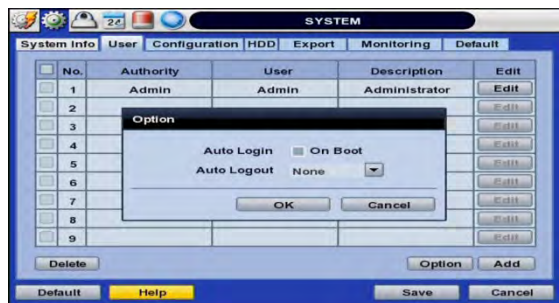 24
SYSTEM
System Info User Configuration HDD Export Monitoring Default
No. Authority User Description Edit
1 Admin Admin Administrator Edit
2 Edit
3 Edit
4 Edit
5 Edit
6 Edit
7 Edit
8 Edit
9 Edit
Option
Auto Login On Boot
Auto Logout None
OK Cancel
Delete Option Add
Default Help Save Cancel